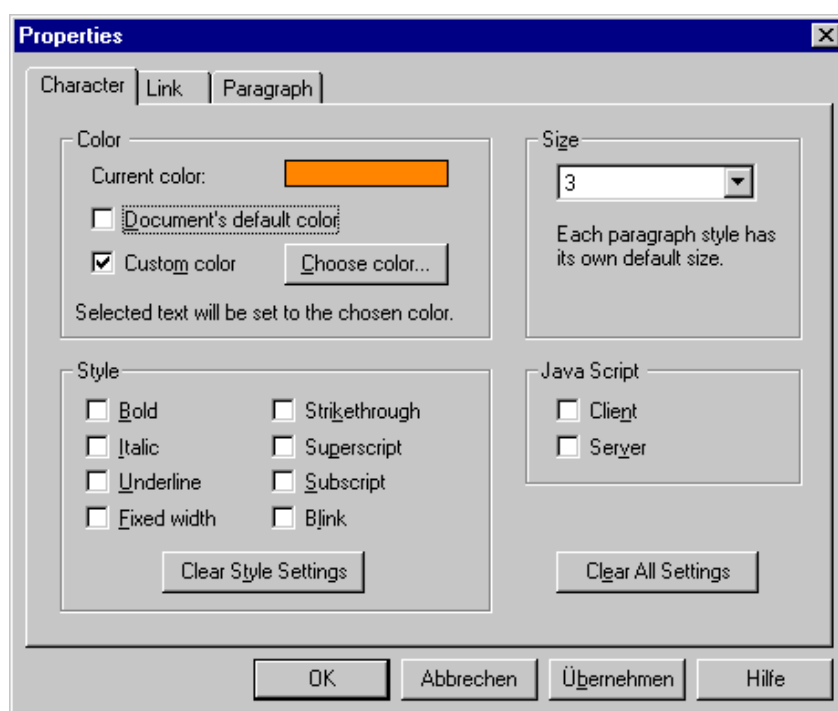 Properties
Character Link Paragraph
Color
Current color:
Document's default color
Custom color Choose color...
Selected text will be set to the chosen color.
Size
3
Each paragraph style has
its own default size.
Style
Bold Strikethrough
Italic Superscript
Underline Subscript
Fixed width Blink
Clear Style Settings
Java Script
Client
Server
Clear All Settings
OK Abbrechen Übernehmen Hilfe